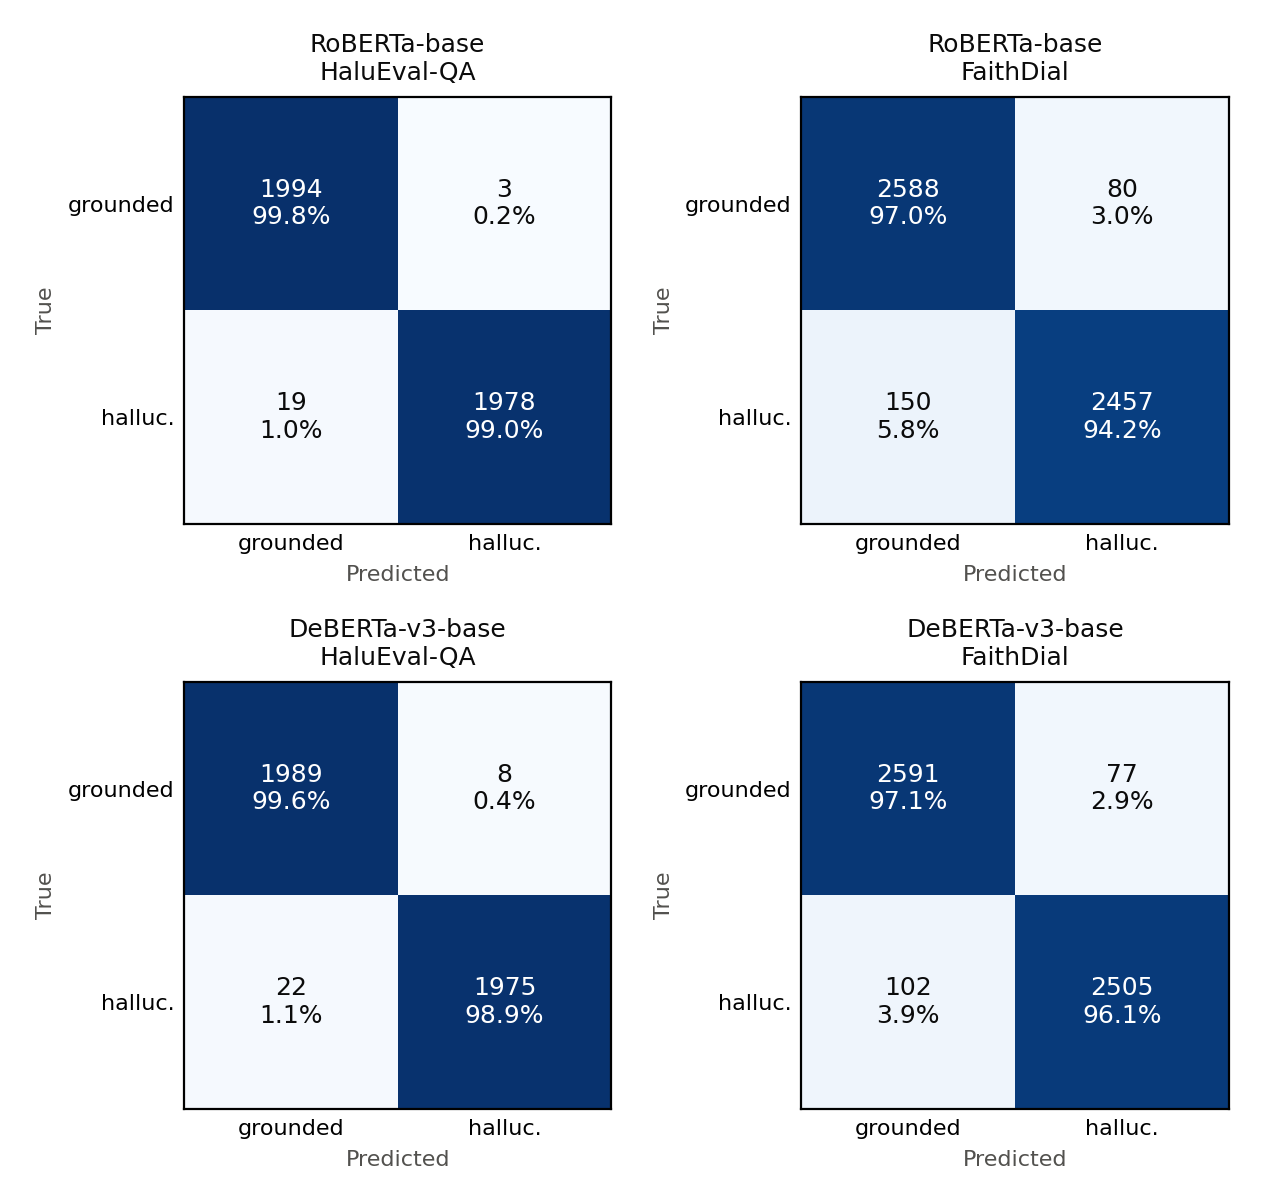 RoBERTa-base
HaluEval-QA
True
grounded
1994
99.8%
3
0.2%
halluc.
19
1.0%
1978
99.0%
grounded
halluc.
Predicted
RoBERTa-base
FaithDial
True
grounded
2588
97.0%
80
3.0%
halluc.
150
5.8%
2457
94.2%
grounded
halluc.
Predicted
DeBERTa-v3-base
HaluEval-QA
True
grounded
1989
99.6%
8
0.4%
halluc.
22
1.1%
1975
98.9%
grounded
halluc.
Predicted
DeBERTa-v3-base
FaithDial
True
grounded
2591
97.1%
77
2.9%
halluc.
102
3.9%
2505
96.1%
grounded
halluc.
Predicted